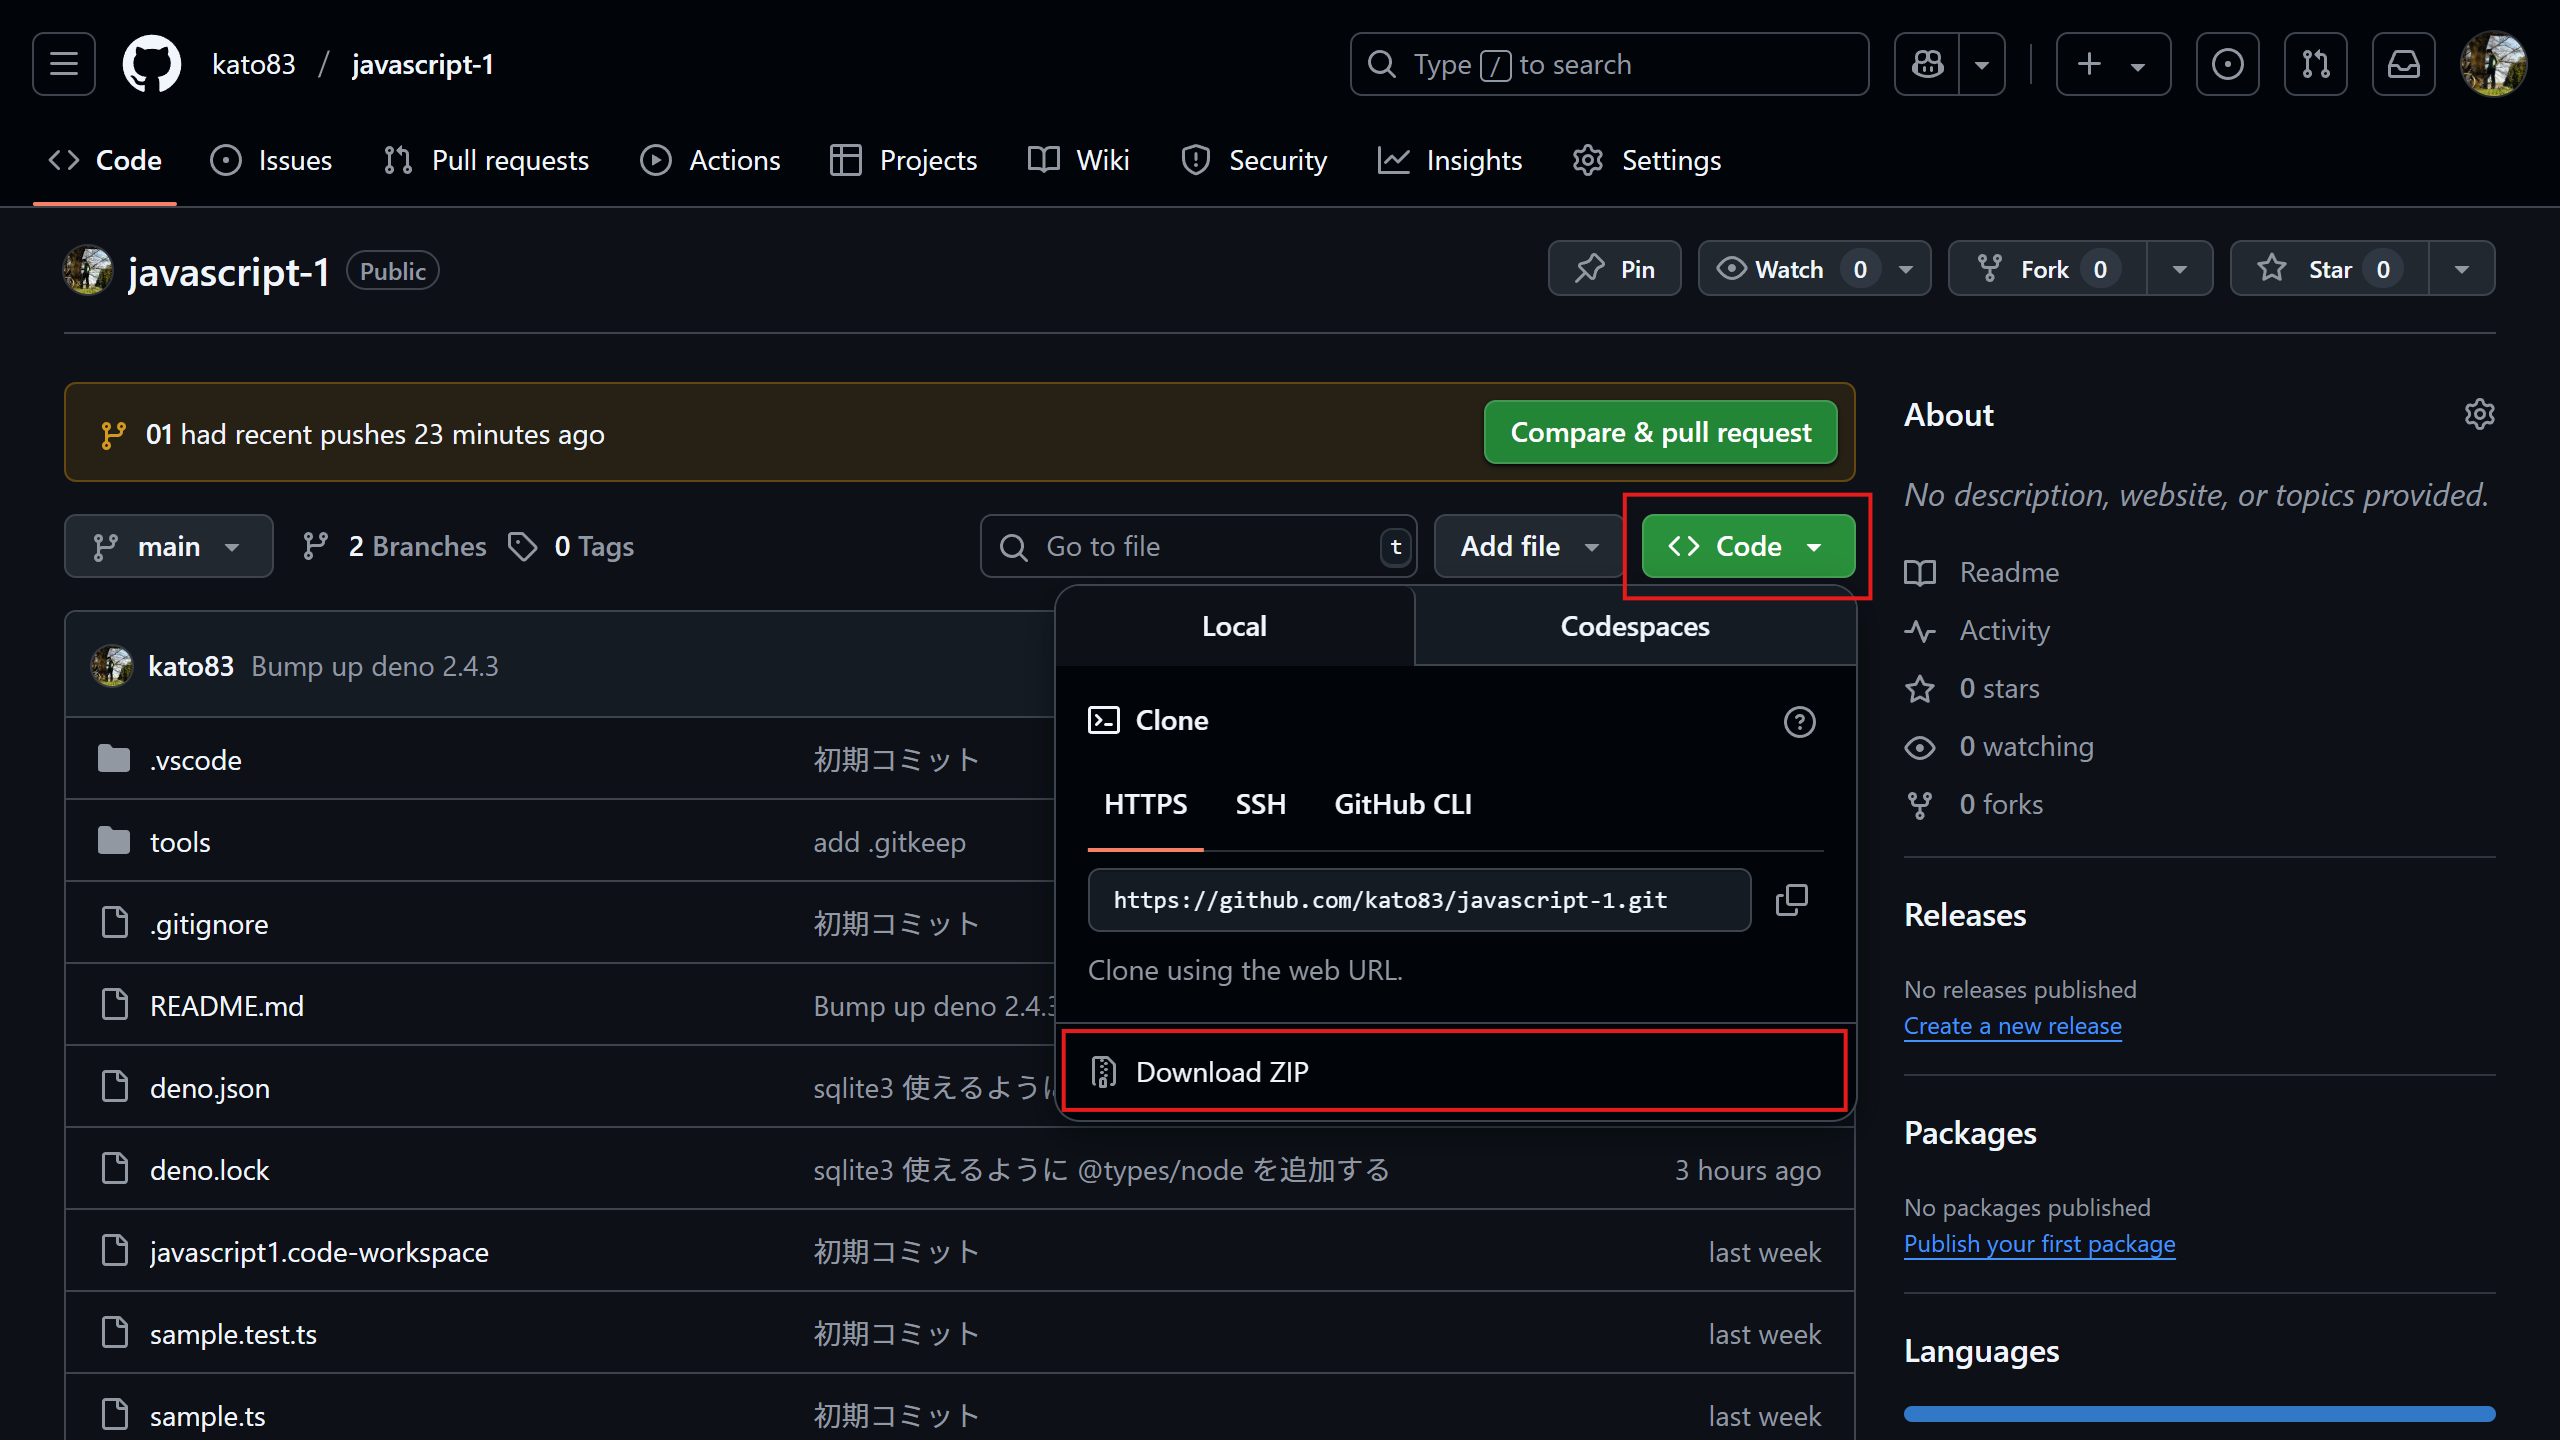 kato83 / javascript-1
Type / to search
Code Issues Pull requests Actions Projects Wiki Security Insights Settings
javascript-1 Public
Pin Watch 0 Fork 0 Star 0
01 had recent pushes 23 minutes ago
Compare & pull request
main 2 Branches 0 Tags
Go to file t
Add file
Code
Local Codespaces
Clone
HTTPS SSH GitHub CLI
https://github.com/kato83/javascript-1.git
Clone using the web URL.
Download ZIP
kato83 Bump up deno 2.4.3
.vscode 初期コミット
tools add .gitkeep
.gitignore 初期コミット
README.md Bump up deno 2.4.3
deno.json sqlite3 使えるように
deno.lock sqlite3 使えるように @types/node を追加する 3 hours ago
javascript1.code-workspace 初期コミット last week
sample.test.ts 初期コミット last week
sample.ts 初期コミット last week
About
No description, website, or topics provided.
Readme
Activity
0 stars
0 watching
0 forks
Releases
No releases published
Create a new release
Packages
No packages published
Publish your first package
Languages